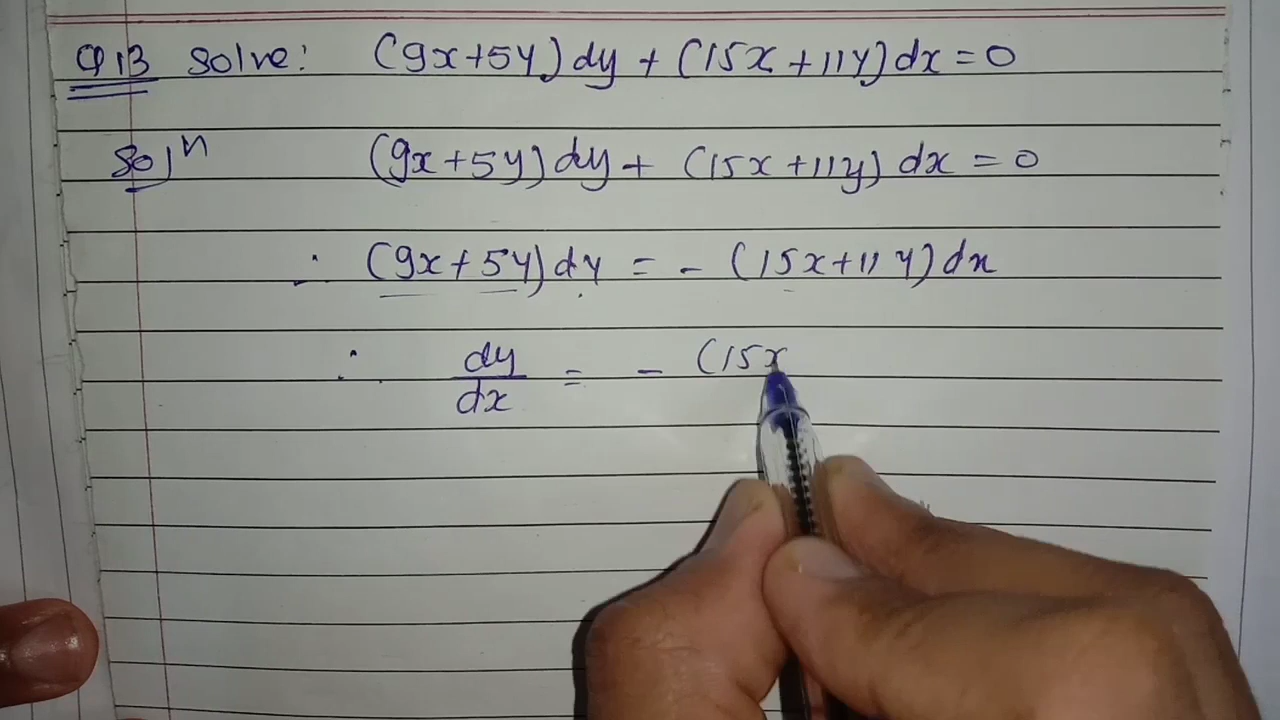 Q 13 Solve: (9x+5y)dy + (15x+11y)dx = 0
Solⁿ (9x+5y)dy + (15x+11y)dx = 0
∴ (9x+5y)dy = - (15x+11y)dx
∴ dy/dx = - (15x